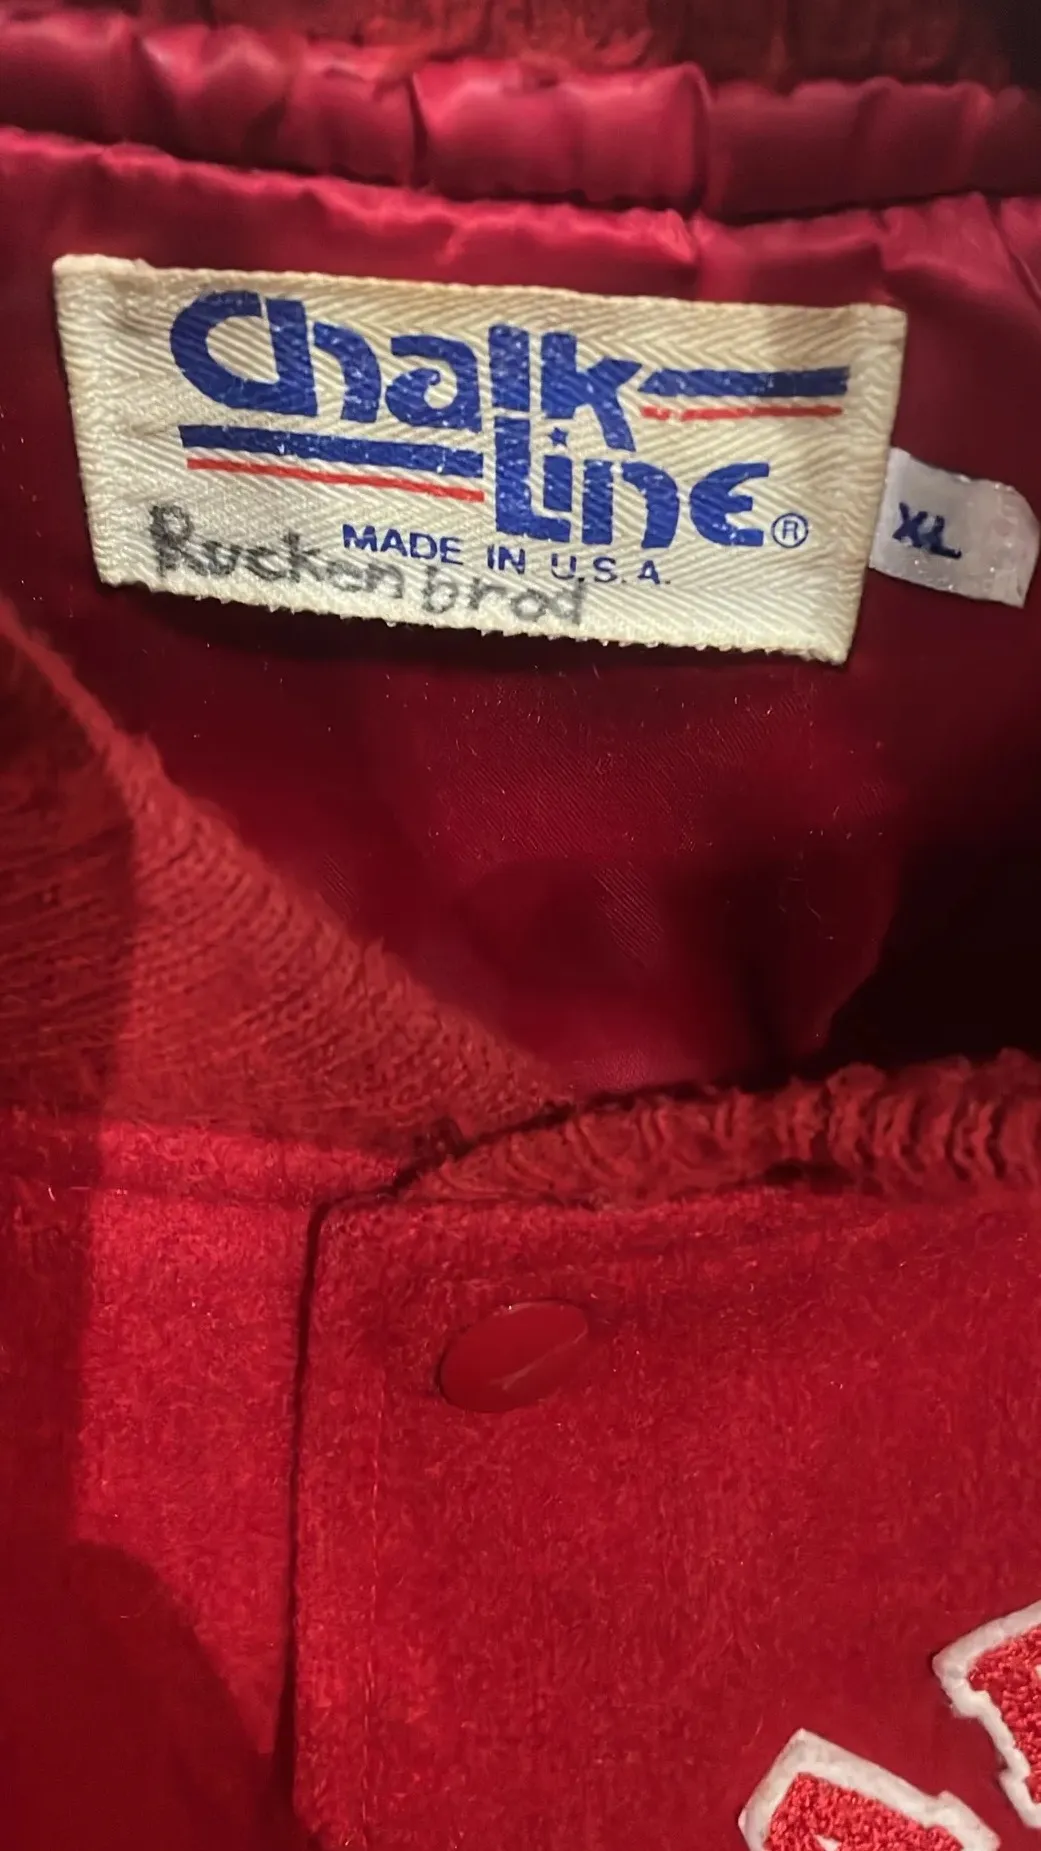 Chalk
Line®
XL
MADE IN U.S.A.
Ruckenbrod